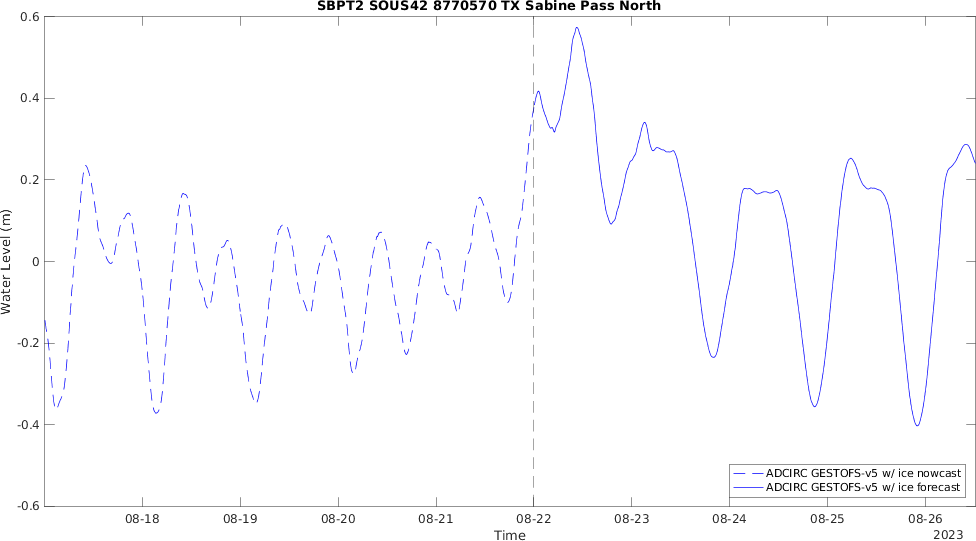 SBPT2 SOUS42 8770570 TX Sabine Pass North
Water Level (m)
0.6
0.4
0.2
0
-0.2
-0.4
-0.6
ADCIRC GESTOFS-v5 w/ ice nowcast
ADCIRC GESTOFS-v5 w/ ice forecast
08-18 08-19 08-20 08-21 08-22 08-23 08-24 08-25 08-26
Time
2023